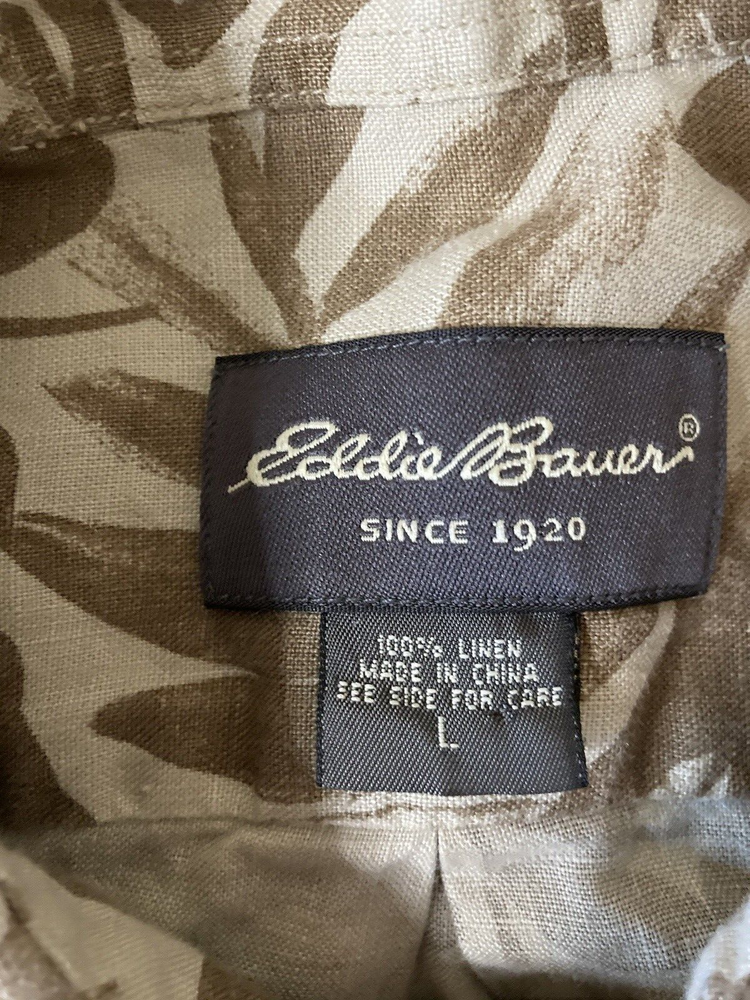 Eddie Bauer®
SINCE 1920
100% LINEN
MADE IN CHINA
SEE SIDE FOR CARE
L